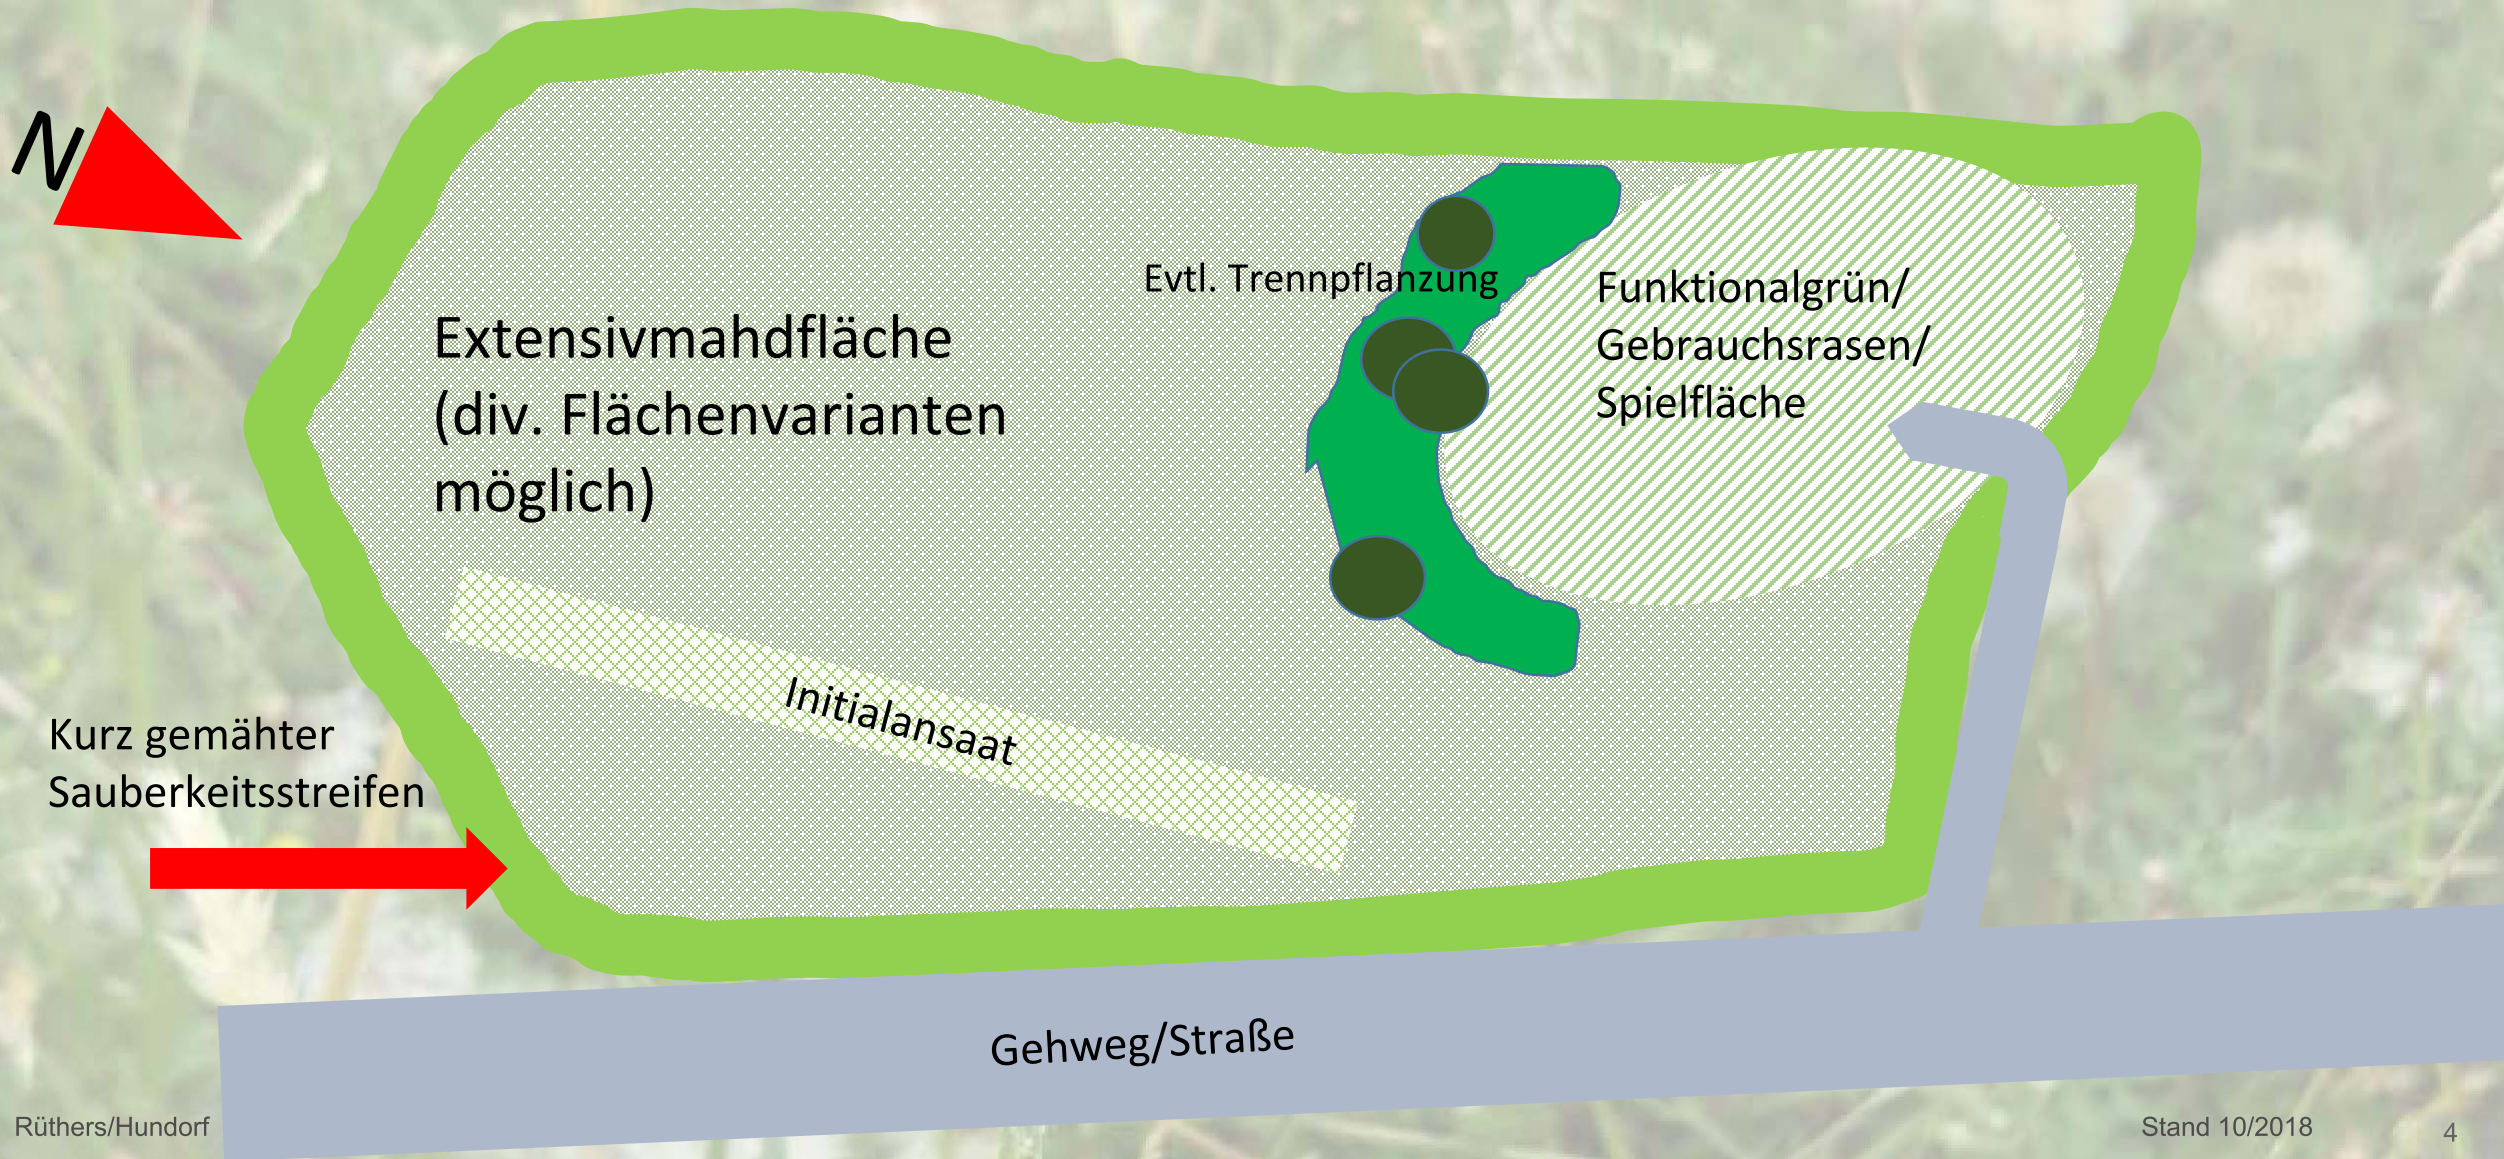 N
Evtl. Trennpflanzung
Funktionalgrün/
Gebrauchsrasen/
Spielfläche
Extensivmahdfläche
(div. Flächenvarianten
möglich)
Initialansaat
Kurz gemähter
Sauberkeitsstreifen
Gehweg/Straße
Rüthers/Hundorf
Stand 10/2018
4